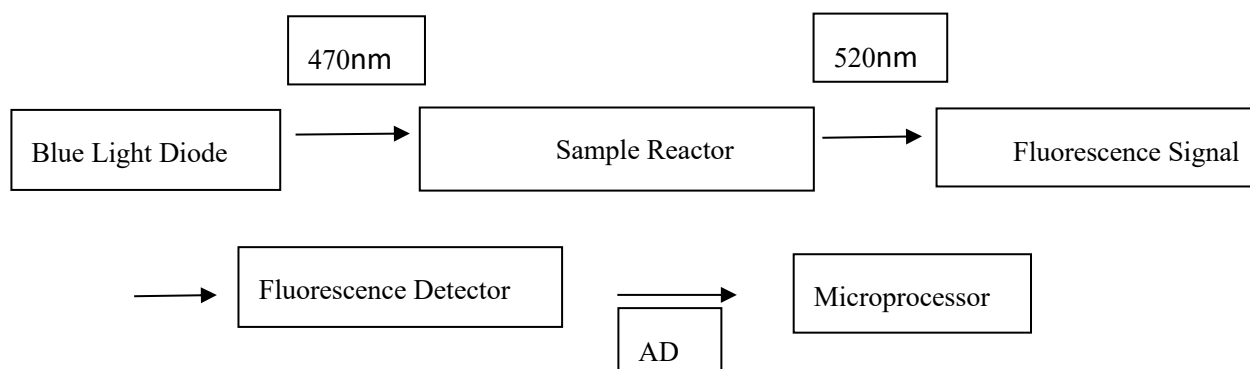 470nm
520nm
Blue Light Diode
Sample Reactor
Fluorescence Signal
Fluorescence Detector
Microprocessor
AD